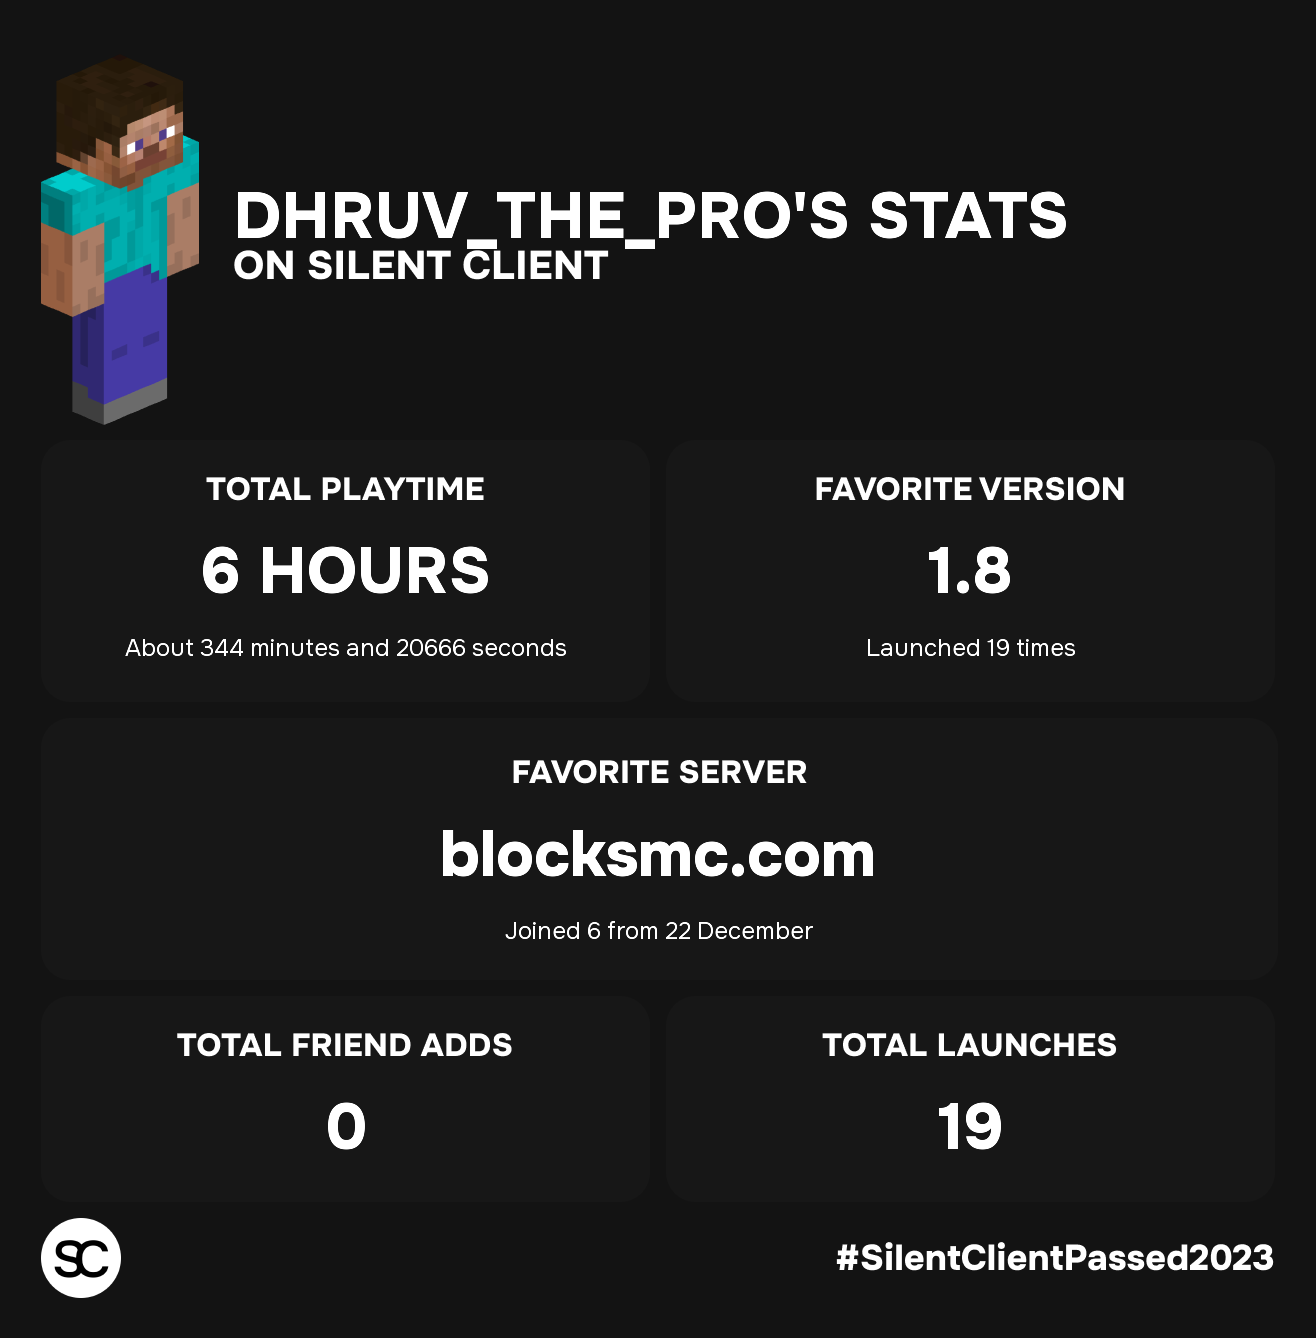 DHRUV_THE_PRO'S STATS
ON SILENT CLIENT
TOTAL PLAYTIME
6 HOURS
About 344 minutes and 20666 seconds
FAVORITE VERSION
1.8
Launched 19 times
FAVORITE SERVER
blocksmc.com
Joined 6 from 22 December
TOTAL FRIEND ADDS
0
TOTAL LAUNCHES
19
SC
#SilentClientPassed2023